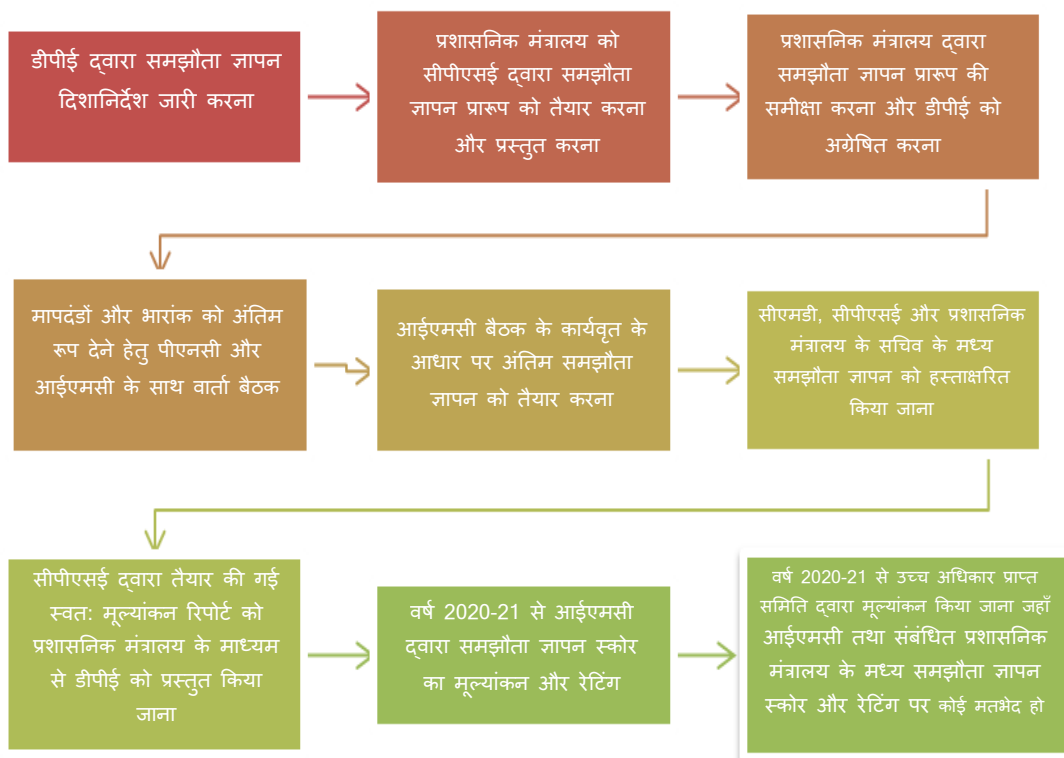 डीपीई द्वारा समझौता ज्ञापन
दिशानिर्देश जारी करना
प्रशासनिक मंत्रालय को
सीपीएसई द्वारा समझौता
ज्ञापन प्रारूप को तैयार करना
और प्रस्तुत करना
प्रशासनिक मंत्रालय द्वारा
समझौता ज्ञापन प्रारूप की
समीक्षा करना और डीपीई को
अग्रेषित करना
मापदंडों और भारांक को अंतिम
रूप देने हेतु पीएनसी और
आईएमसी के साथ वार्ता बैठक
आईएमसी बैठक के कार्यवृत के
आधार पर अंतिम समझौता
ज्ञापन को तैयार करना
सीएमडी, सीपीएसई और प्रशासनिक
मंत्रालय के सचिव के मध्य
समझौता ज्ञापन को हस्ताक्षरित
किया जाना
सीपीएसई द्वारा तैयार की गई
स्वत: मूल्यांकन रिपोर्ट को
प्रशासनिक मंत्रालय के माध्यम
से डीपीई को प्रस्तुत किया
जाना
वर्ष 2020-21 से आईएमसी
द्वारा समझौता ज्ञापन स्कोर
का मूल्यांकन और रेटिंग
वर्ष 2020-21 से उच्च अधिकार प्राप्त
समिति द्वारा मूल्यांकन किया जाना जहाँ
आईएमसी तथा संबंधित प्रशासनिक
मंत्रालय के मध्य समझौता ज्ञापन
स्कोर और रेटिंग पर कोई मतभेद हो